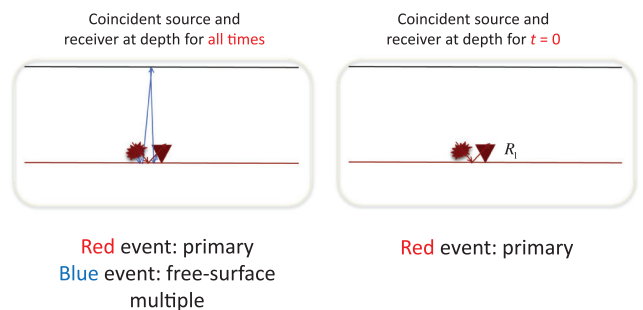 Coincident source and
receiver at depth for all times
Coincident source and
receiver at depth for t = 0
R1
Red event: primary
Blue event: free-surface
multiple
Red event: primary